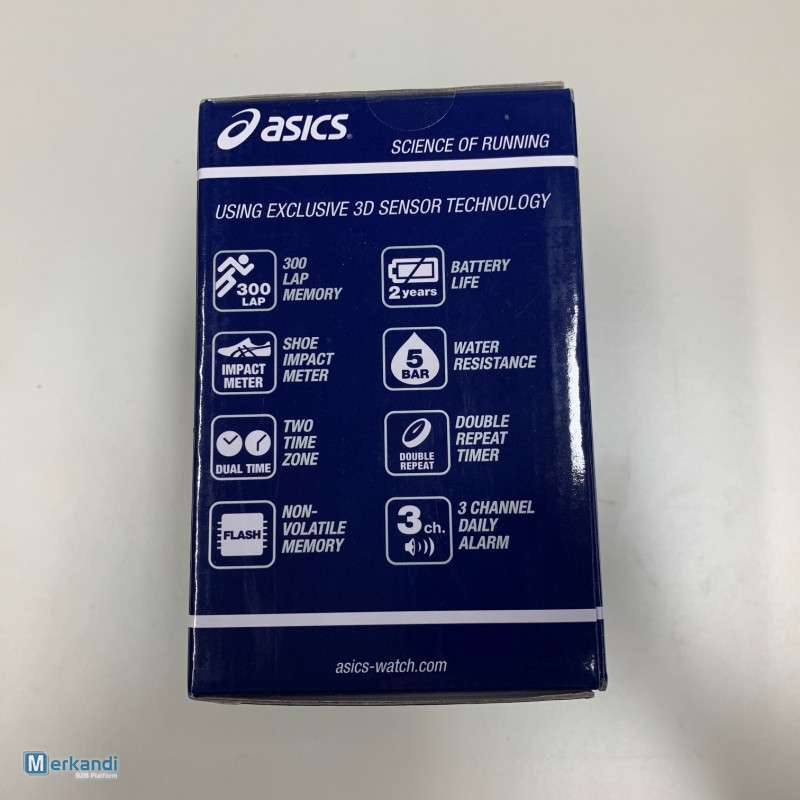 asics
SCIENCE OF RUNNING
USING EXCLUSIVE 3D SENSOR TECHNOLOGY
300
LAP
300
LAP
MEMORY
2 years
BATTERY
LIFE
IMPACT
METER
SHOE
IMPACT
METER
5
BAR
WATER
RESISTANCE
DUAL TIME
TWO
TIME
ZONE
DOUBLE
REPEAT
DOUBLE
REPEAT
TIMER
FLASH
NON-
VOLATILE
MEMORY
3 ch.
3 CHANNEL
DAILY
ALARM
asics-watch.com
Merkandi
B2B Platform